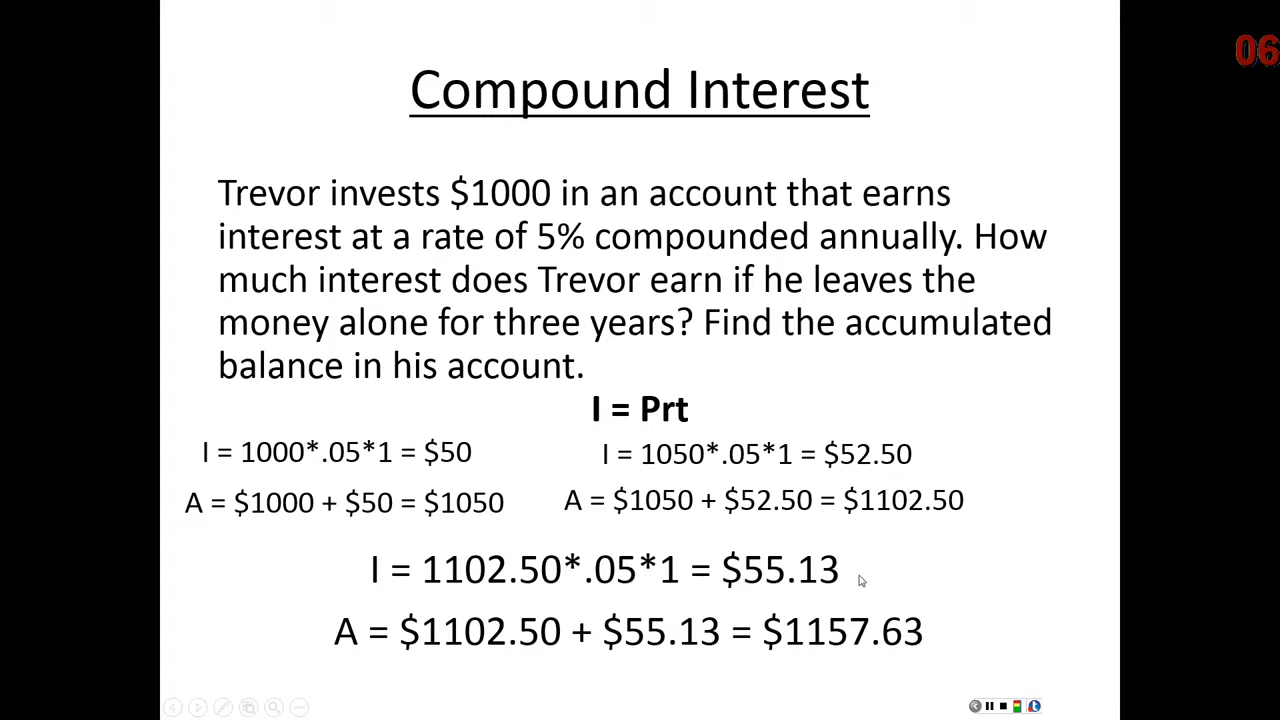 06
Compound Interest
Trevor invests $1000 in an account that earns
interest at a rate of 5% compounded annually. How
much interest does Trevor earn if he leaves the
money alone for three years? Find the accumulated
balance in his account.
I = Prt
I = 1000*.05*1 = $50
A = $1000 + $50 = $1050
I = 1050*.05*1 = $52.50
A = $1050 + $52.50 = $1102.50
I = 1102.50*.05*1 = $55.13
A = $1102.50 + $55.13 = $1157.63